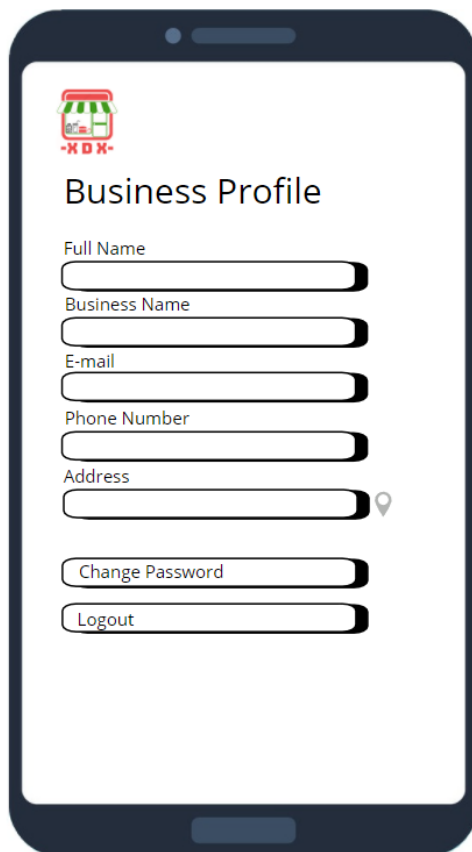 -XDX-
Business Profile
Full Name
Business Name
E-mail
Phone Number
Address
Change Password
Logout